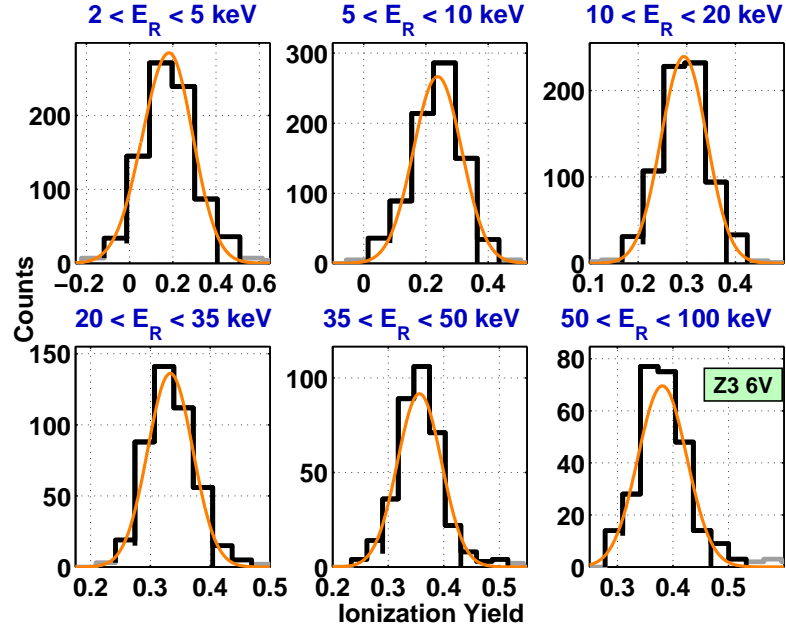 2 < E_R < 5 keV
5 < E_R < 10 keV
10 < E_R < 20 keV
300
200
100
0
200
100
0
200
100
0
−0.2 0 0.2 0.4 0.6
0 0.2 0.4
0.1 0.2 0.3 0.4
Counts
20 < E_R < 35 keV
35 < E_R < 50 keV
50 < E_R < 100 keV
150
100
50
0
100
50
0
80
60
40
20
0
Z3 6V
0.2 0.3 0.4 0.5
0.2 0.3 0.4 0.5
0.3 0.4 0.5
Ionization Yield